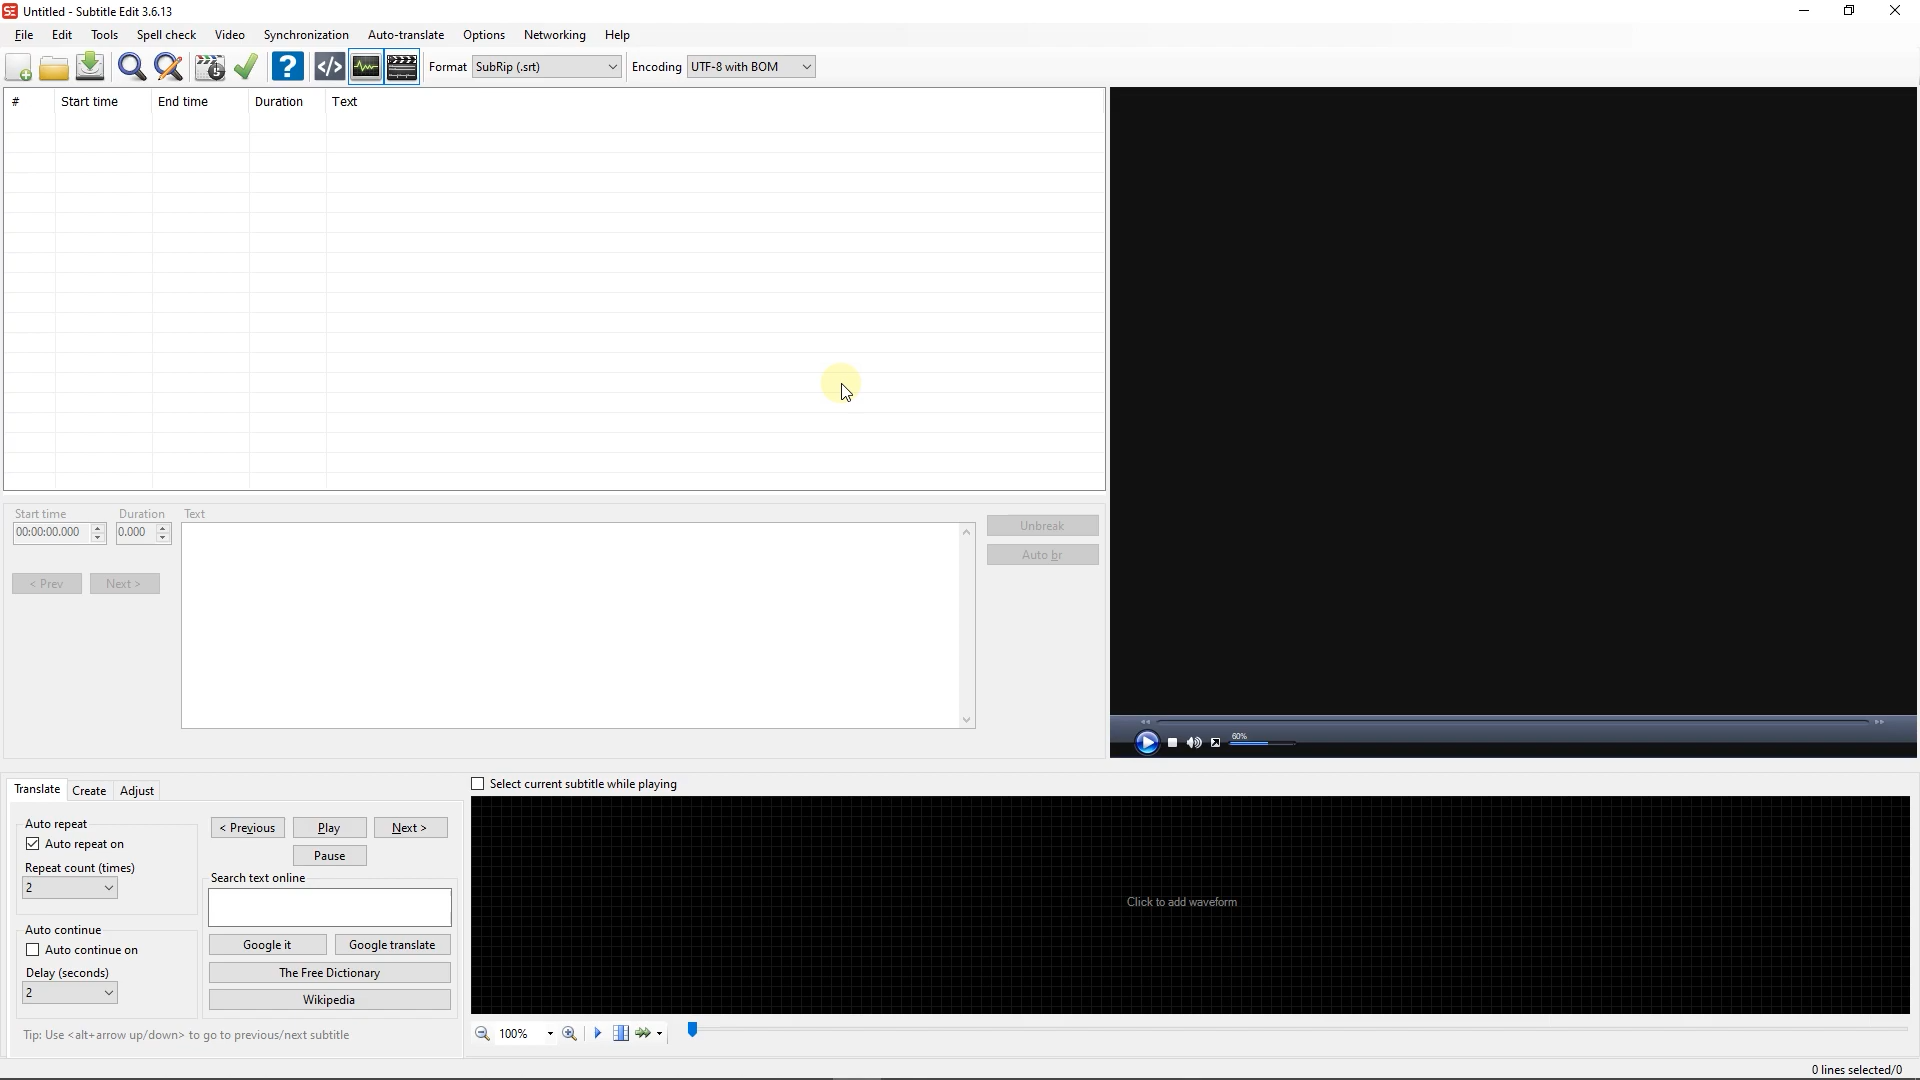 Untitled - Subtitle Edit 3.6.13
File Edit Tools Spell check Video Synchronization Auto-translate Options Networking Help
Format SubRip (.srt) Encoding UTF-8 with BOM
# Start time End time Duration Text
Start time Duration Text
00:00:00.000 0.000
Unbreak
Auto br
< Prev Next >
60%
Translate Create Adjust
Select current subtitle while playing
Auto repeat
Auto repeat on
Repeat count (times)
2
Auto continue
Auto continue on
Delay (seconds)
2
< Previous Play Next >
Pause
Search text online
Google it Google translate
The Free Dictionary
Wikipedia
Tip: Use <alt+arrow up/down> to go to previous/next subtitle
Click to add waveform
100%
0 lines selected/0